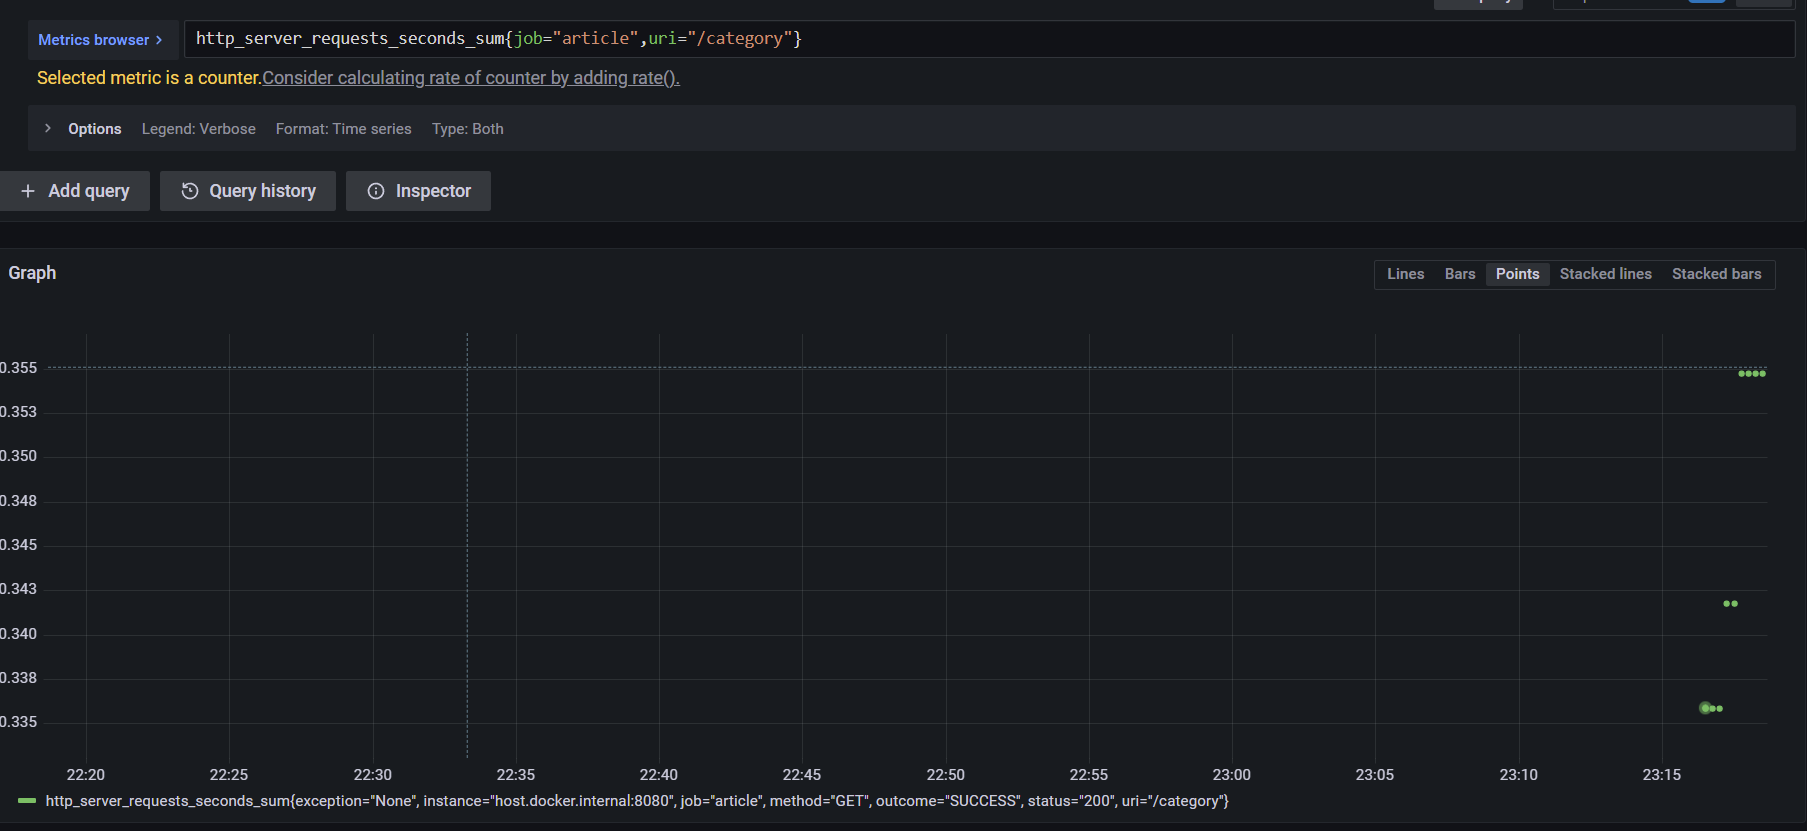 Metrics browser >
http_server_requests_seconds_sum{job="article",uri="/category"}
Selected metric is a counter. Consider calculating rate of counter by adding rate().
> Options Legend: Verbose Format: Time series Type: Both
+ Add query Query history Inspector
Graph
Lines Bars Points Stacked lines Stacked bars
0.355
0.353
0.350
0.348
0.345
0.343
0.340
0.338
0.335
22:20 22:25 22:30 22:35 22:40 22:45 22:50 22:55 23:00 23:05 23:10 23:15
http_server_requests_seconds_sum{exception="None", instance="host.docker.internal:8080", job="article", method="GET", outcome="SUCCESS", status="200", uri="/category"}